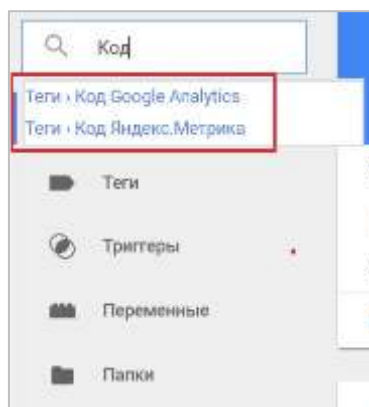 Код
Теги › Код Google Analytics
Теги › Код Яндекс.Метрика
Теги
Триггеры
Переменные
Папки